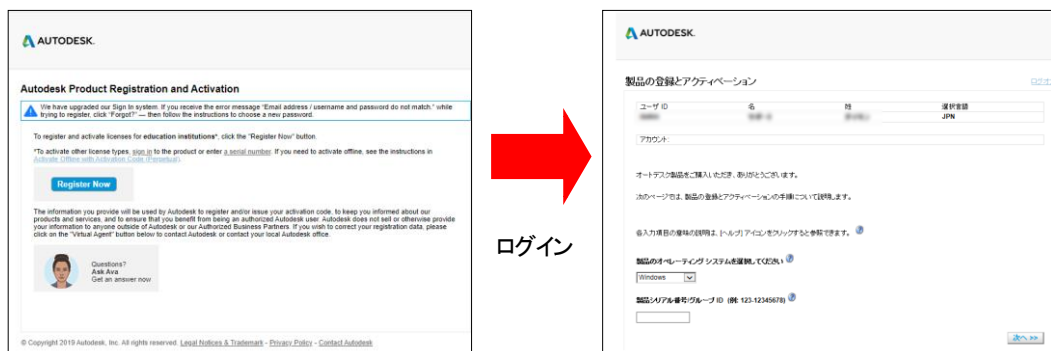 AUTODESK.
Autodesk Product Registration and Activation
We have upgraded our Sign In system. If you receive the error message "Email address / username and password do not match." while
trying to register, click "Forgot?" — then follow the instructions to choose a new password.
To register and activate licenses for education institutions*, click the "Register Now" button.
*To activate other license types, sign in to the product or enter a serial number. If you need to activate offline, see the instructions in
Activate Offline with Activation Code (Perpetual).
Register Now
The information you provide will be used by Autodesk to register and/or issue your activation code, to keep you informed about our
products and services, and to ensure that you benefit from being an authorized Autodesk user. Autodesk does not sell or otherwise provide
your information to anyone outside of Autodesk or our Authorized Business Partners. If you wish to correct your registration data, please
click on the "Virtual Agent" button below to contact Autodesk or contact your local Autodesk office.
Questions?
Ask Ava
Get an answer now
© Copyright 2019 Autodesk, Inc. All rights reserved. Legal Notices & Trademark - Privacy Policy - Contact Autodesk
ログイン
AUTODESK.
製品の登録とアクティベーション
ログオ
ユーザ ID 名 姓 選択言語
JPN
アカウント:
オートデスク製品をご購入いただき、ありがとうございます。
次のページでは、製品の登録とアクティベーションの手順について説明します。
各入力項目の意味の説明は、[ヘルプ] アイコンをクリックすると参照できます。
製品のオペレーティング システムを選択してください
Windows
製品シリアル番号/グループ ID (例: 123-12345678)
次へ >>